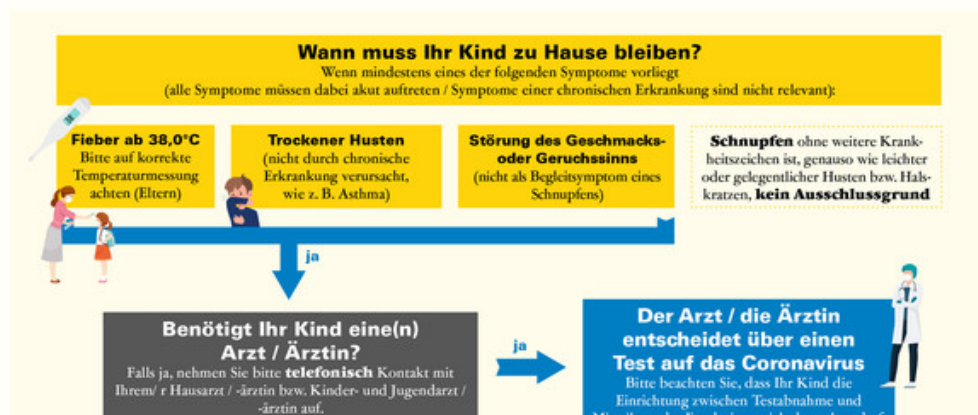 Wann muss Ihr Kind zu Hause bleiben?
Wenn mindestens eines der folgenden Symptome vorliegt
(alle Symptome müssen dabei akut auftreten / Symptome einer chronischen Erkrankung sind nicht relevant):
Fieber ab 38,0°C
Bitte auf korrekte
Temperaturmessung
achten (Eltern)
Trockener Husten
(nicht durch chronische
Erkrankung verursacht,
wie z. B. Asthma)
Störung des Geschmacks-
oder Geruchssinns
(nicht als Begleitsymptom eines
Schnupfens)
Schnupfen ohne weitere Krank-
heitszeichen ist, genauso wie leichter
oder gelegentlicher Husten bzw. Hals-
kratzen, kein Ausschlussgrund
ja
Benötigt Ihr Kind eine(n)
Arzt / Ärztin?
Falls ja, nehmen Sie bitte telefonisch Kontakt mit
Ihrem/ r Hausarzt / -ärztin bzw. Kinder- und Jugendarzt /
-ärztin auf.
ja
Der Arzt / die Ärztin
entscheidet über einen
Test auf das Coronavirus
Bitte beachten Sie, dass Ihr Kind die
Einrichtung zwischen Testabnahme und